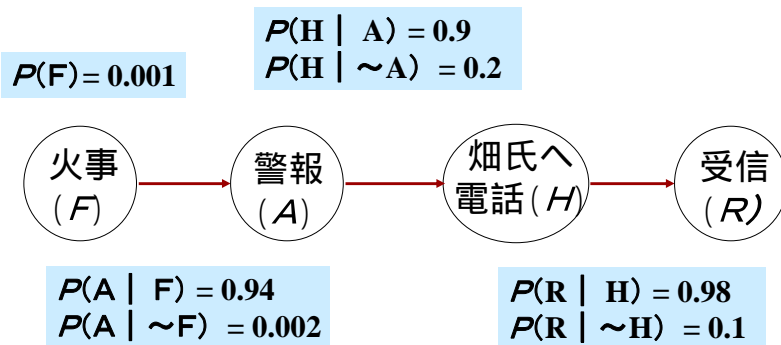 P(H | A) = 0.9
P(H | ~A) = 0.2
P(F) = 0.001
火事
(F)
警報
(A)
畑氏へ
電話(H)
受信
(R)
P(A | F) = 0.94
P(A | ~F) = 0.002
P(R | H) = 0.98
P(R | ~H) = 0.1